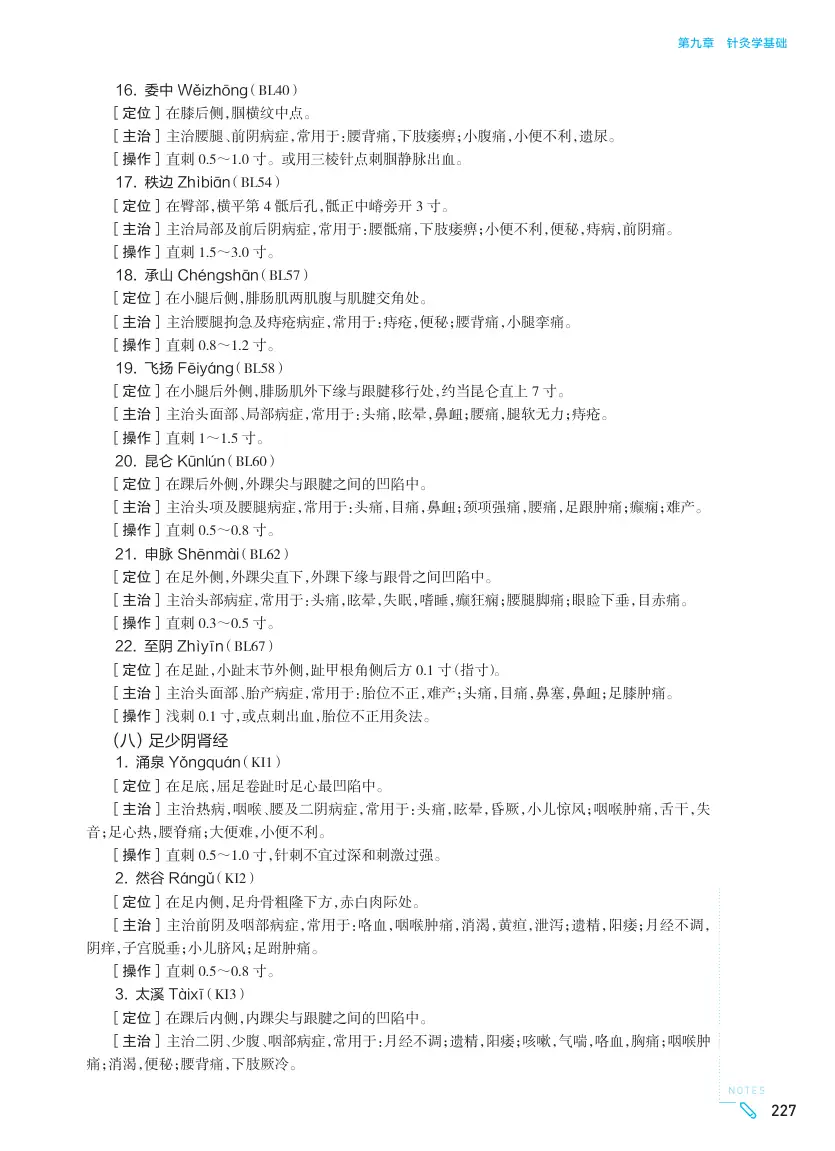 第九章　针灸学基础
16. 委中 Wěizhōng（BL40）
［定位］在膝后侧，腘横纹中点。
［主治］主治腰腿、前阴病症，常用于：腰背痛，下肢痿痹；小腹痛，小便不利，遗尿。
［操作］直刺 0.5～1.0 寸。或用三棱针点刺腘静脉出血。
17. 秩边 Zhìbiān（BL54）
［定位］在臀部，横平第 4 骶后孔，骶正中嵴旁开 3 寸。
［主治］主治局部及前后阴病症，常用于：腰骶痛，下肢痿痹；小便不利，便秘，痔病，前阴痛。
［操作］直刺 1.5～3.0 寸。
18. 承山 Chéngshān（BL57）
［定位］在小腿后侧，腓肠肌两肌腹与肌腱交角处。
［主治］主治腰腿拘急及痔疮病症，常用于：痔疮，便秘；腰背痛，小腿挛痛。
［操作］直刺 0.8～1.2 寸。
19. 飞扬 Fēiyáng（BL58）
［定位］在小腿后外侧，腓肠肌外下缘与跟腱移行处，约当昆仑直上 7 寸。
［主治］主治头面部、局部病症，常用于：头痛，眩晕，鼻衄；腰痛，腿软无力；痔疮。
［操作］直刺 1～1.5 寸。
20. 昆仑 Kūnlún（BL60）
［定位］在踝后外侧，外踝尖与跟腱之间的凹陷中。
［主治］主治头项及腰腿病症，常用于：头痛，目痛，鼻衄；颈项强痛，腰痛，足跟肿痛；癫痫；难产。
［操作］直刺 0.5～0.8 寸。
21. 申脉 Shēnmài（BL62）
［定位］在足外侧，外踝尖直下，外踝下缘与跟骨之间凹陷中。
［主治］主治头部病症，常用于：头痛，眩晕，失眠，嗜睡，癫狂痫；腰腿脚痛；眼睑下垂，目赤痛。
［操作］直刺 0.3～0.5 寸。
22. 至阴 Zhìyīn（BL67）
［定位］在足趾，小趾末节外侧，趾甲根角侧后方 0.1 寸（指寸）。
［主治］主治头面部、胎产病症，常用于：胎位不正，难产；头痛，目痛，鼻塞，鼻衄；足膝肿痛。
［操作］浅刺 0.1 寸，或点刺出血，胎位不正用灸法。
（八）足少阴肾经
1. 涌泉 Yǒngquán（KI1）
［定位］在足底，屈足卷趾时足心最凹陷中。
［主治］主治热病，咽喉、腰及二阴病症，常用于：头痛，眩晕，昏厥，小儿惊风；咽喉肿痛，舌干，失
音；足心热，腰脊痛；大便难，小便不利。
［操作］直刺 0.5～1.0 寸，针刺不宜过深和刺激过强。
2. 然谷 Rángǔ（KI2）
［定位］在足内侧，足舟骨粗隆下方，赤白肉际处。
［主治］主治前阴及咽部病症，常用于：咯血，咽喉肿痛，消渴，黄疸，泄泻；遗精，阳痿；月经不调，
阴痒，子宫脱垂；小儿脐风；足跗肿痛。
［操作］直刺 0.5～0.8 寸。
3. 太溪 Tàixī（KI3）
［定位］在踝后内侧，内踝尖与跟腱之间的凹陷中。
［主治］主治二阴、少腹、咽部病症，常用于：月经不调；遗精，阳痿；咳嗽，气喘，咯血，胸痛；咽喉肿
痛；消渴，便秘；腰背痛，下肢厥冷。
NOTES
227